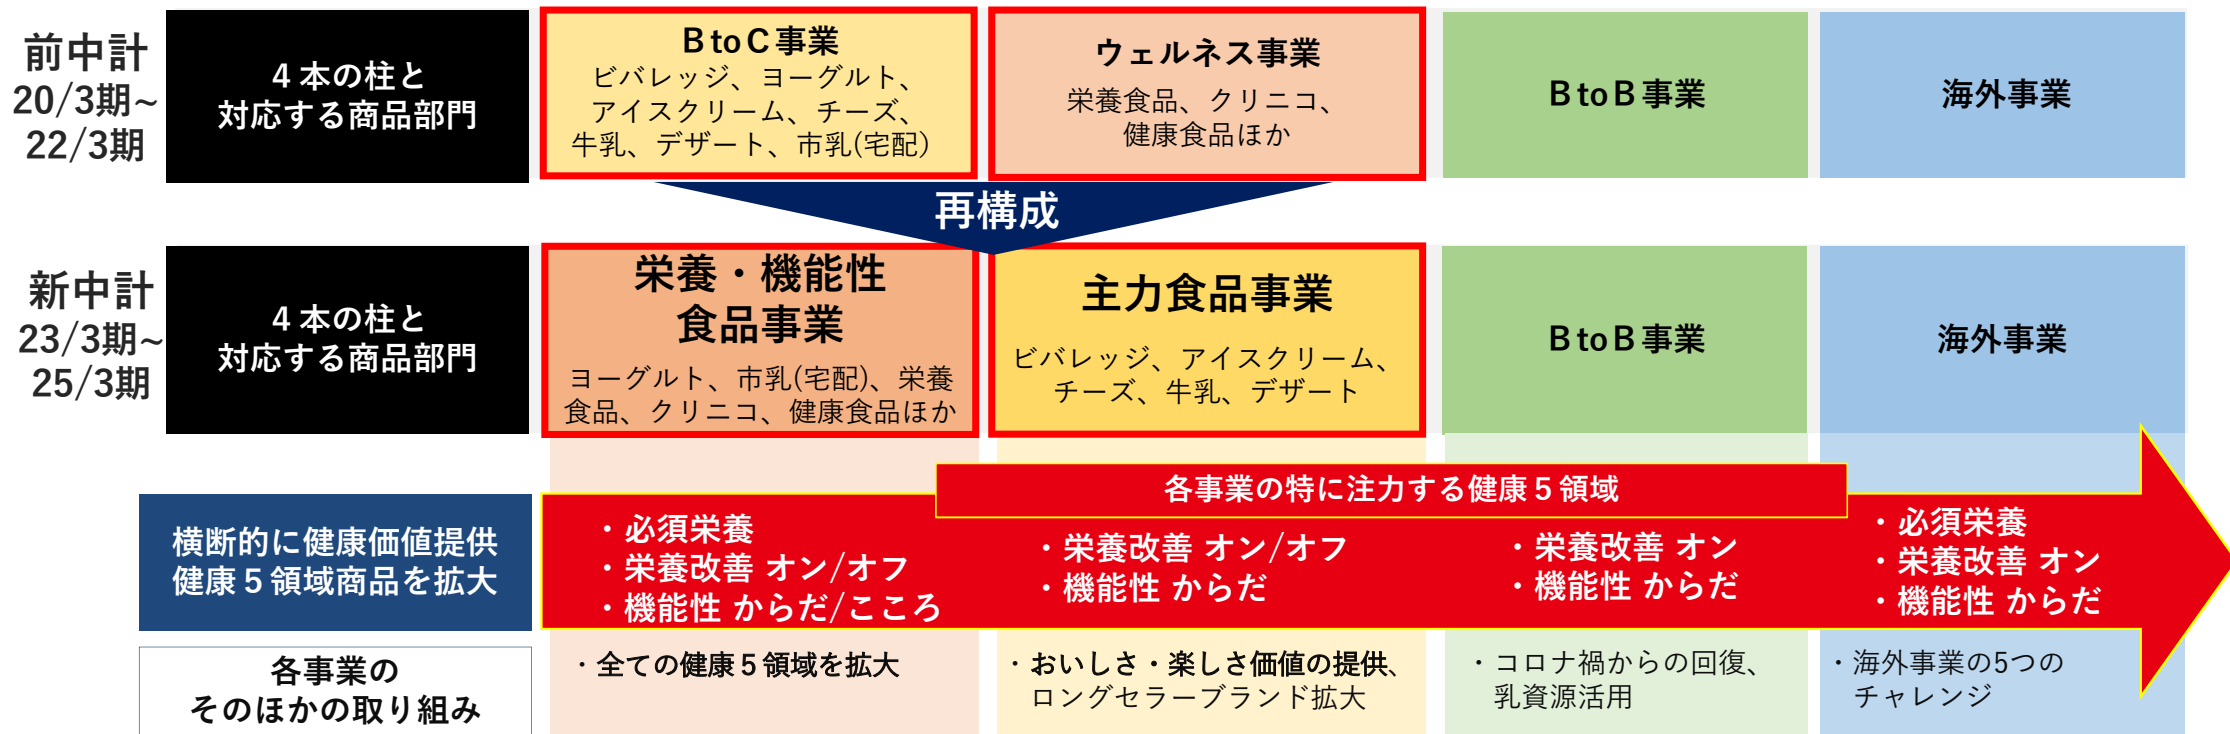 前中計
20/3期~
22/3期
4本の柱と
対応する商品部門
BtoC事業
ビバレッジ、ヨーグルト、
アイスクリーム、チーズ、
牛乳、デザート、市乳(宅配)
ウェルネス事業
栄養食品、クリニコ、
健康食品ほか
BtoB事業
海外事業
再構成
新中計
23/3期~
25/3期
4本の柱と
対応する商品部門
栄養・機能性
食品事業
ヨーグルト、市乳(宅配)、栄養
食品、クリニコ、健康食品ほか
主力食品事業
ビバレッジ、アイスクリーム、
チーズ、牛乳、デザート
BtoB事業
海外事業
各事業の特に注力する健康5領域
横断的に健康価値提供
健康5領域商品を拡大
・必須栄養
・栄養改善 オン/オフ
・機能性 からだ/こころ
・栄養改善 オン/オフ
・機能性 からだ
・栄養改善 オン
・機能性 からだ
・必須栄養
・栄養改善 オン
・機能性 からだ
各事業の
そのほかの取り組み
・全ての健康5領域を拡大
・おいしさ・楽しさ価値の提供、
ロングセラーブランド拡大
・コロナ禍からの回復、
乳資源活用
・海外事業の5つの
チャレンジ